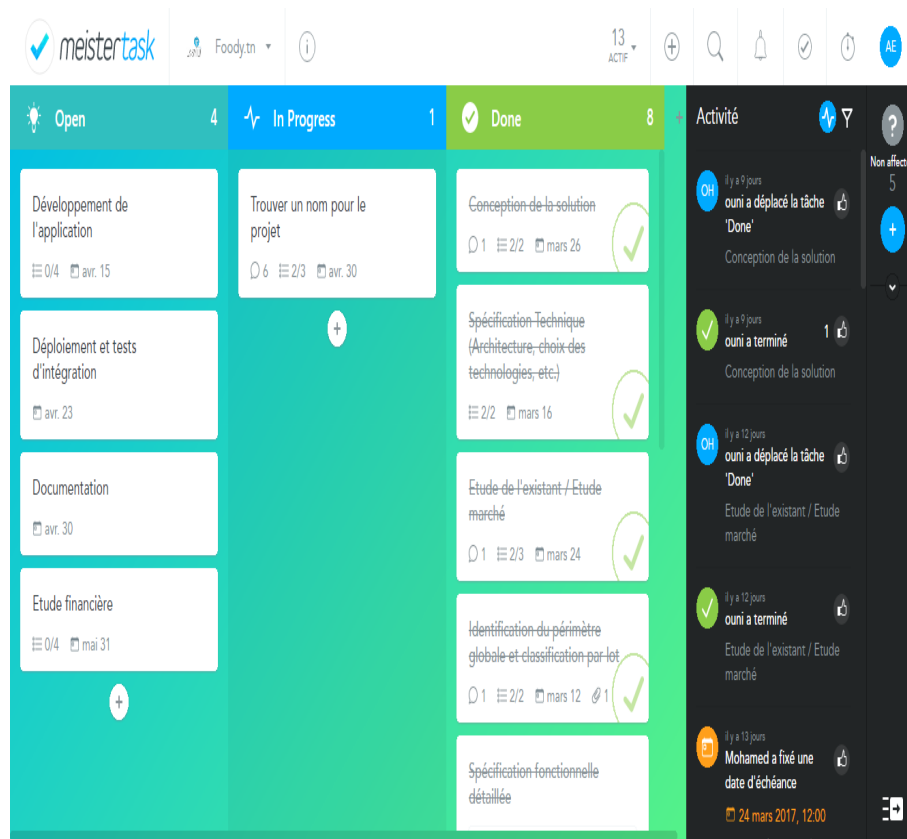 meistertask
Foody.tn
13
ACTIF
AE
Open 4
Développement de
l'application
0/4 avr. 15
Déploiement et tests
d'intégration
avr. 23
Documentation
avr. 30
Etude financière
0/4 mai 31
+
In Progress 1
Trouver un nom pour le
projet
6 2/3 avr. 30
+
Done 8
Conception de la solution
1 2/2 mars 26
Spécification Technique
(Architecture, choix des
technologies, etc.)
2/2 mars 16
Etude de l'existant / Etude
marché
1 2/3 mars 24
Identification du périmètre
globale et classification par lot
1 2/2 mars 12 1
Spécification fonctionnelle
détaillée
+
Activité
OH
il y a 9 jours
ouni a déplacé la tâche
'Done'
Conception de la solution
il y a 9 jours
ouni a terminé 1
Conception de la solution
OH
il y a 12 jours
ouni a déplacé la tâche
'Done'
Etude de l'existant / Etude
marché
il y a 12 jours
ouni a terminé
Etude de l'existant / Etude
marché
il y a 13 jours
Mohamed a fixé une
date d'échéance
24 mars 2017, 12:00
?
Non affecté
5
+